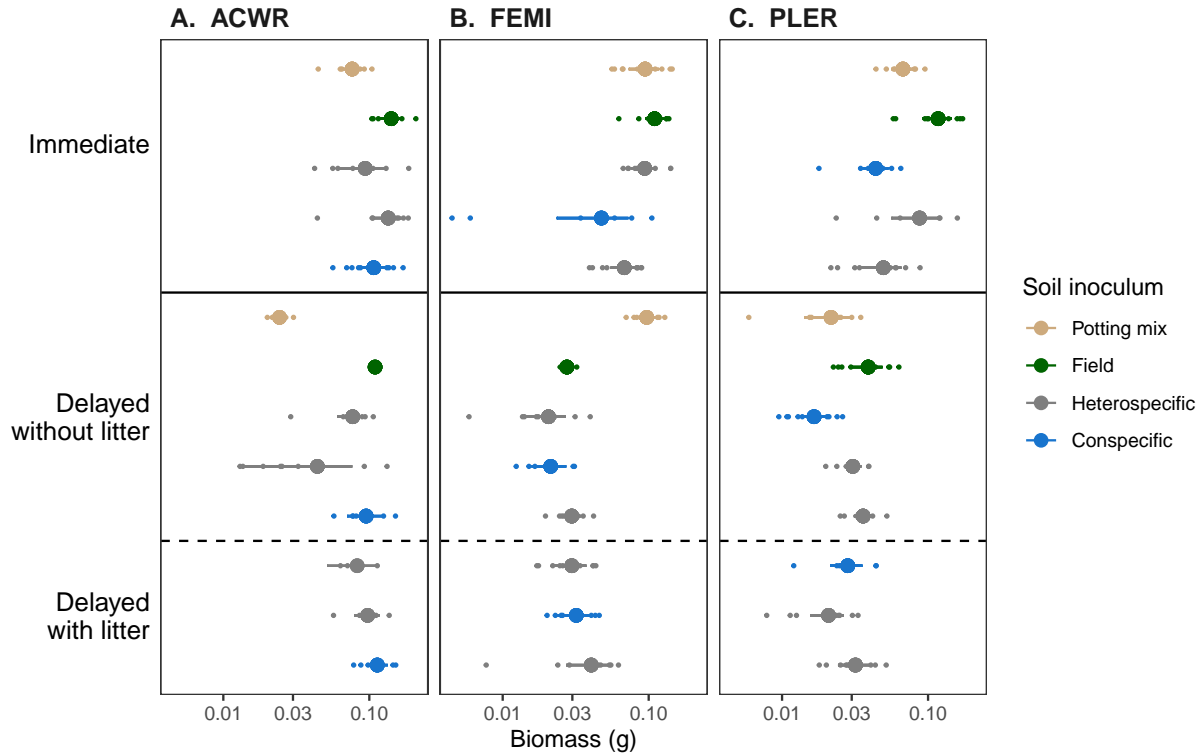 A. ACWR
B. FEMI
C. PLER
Immediate
Delayed
without litter
Delayed
with litter
Soil inoculum
Potting mix
Field
Heterospecific
Conspecific
0.01 0.03 0.10
0.01 0.03 0.10
0.01 0.03 0.10
Biomass (g)